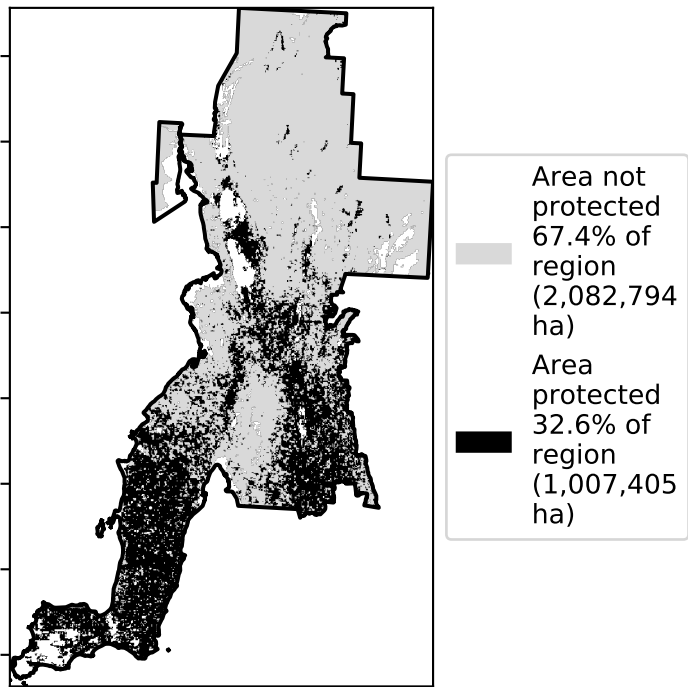 Area not
protected
67.4% of
region
(2,082,794
ha)
Area
protected
32.6% of
region
(1,007,405
ha)